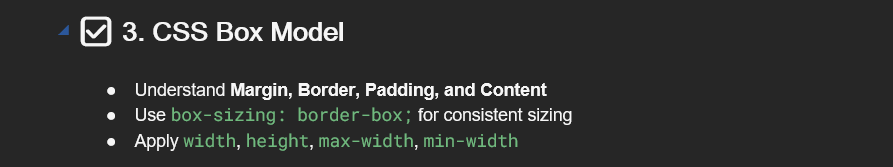 3. CSS Box Model
● Understand Margin, Border, Padding, and Content
● Use box-sizing: border-box; for consistent sizing
● Apply width, height, max-width, min-width